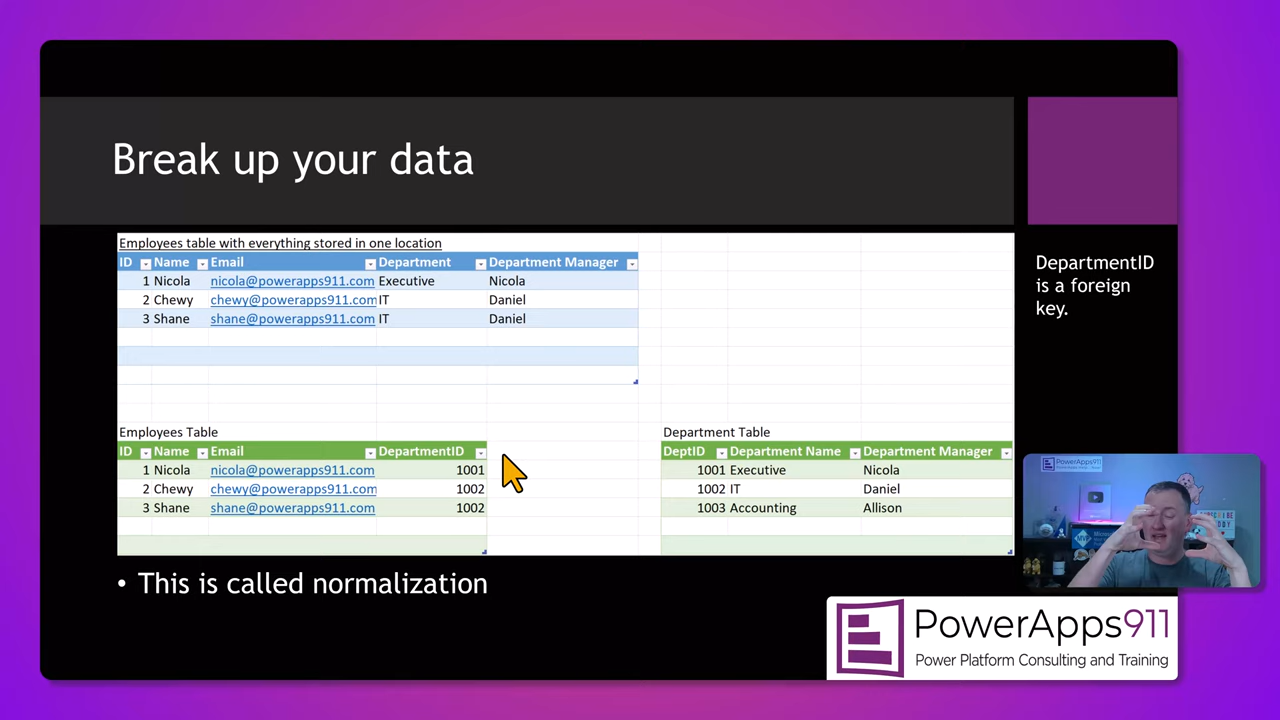 Break up your data
Employees table with everything stored in one location
ID Name Email Department Department Manager
1 Nicola nicola@powerapps911.com Executive Nicola
2 Chewy chewy@powerapps911.com IT Daniel
3 Shane shane@powerapps911.com IT Daniel
DepartmentID
is a foreign
key.
Employees Table
ID Name Email DepartmentID
1 Nicola nicola@powerapps911.com 1001
2 Chewy chewy@powerapps911.com 1002
3 Shane shane@powerapps911.com 1002
Department Table
DeptID Department Name Department Manager
1001 Executive Nicola
1002 IT Daniel
1003 Accounting Allison
• This is called normalization
PowerApps911
MVP
PowerApps911
Power Platform Consulting and Training